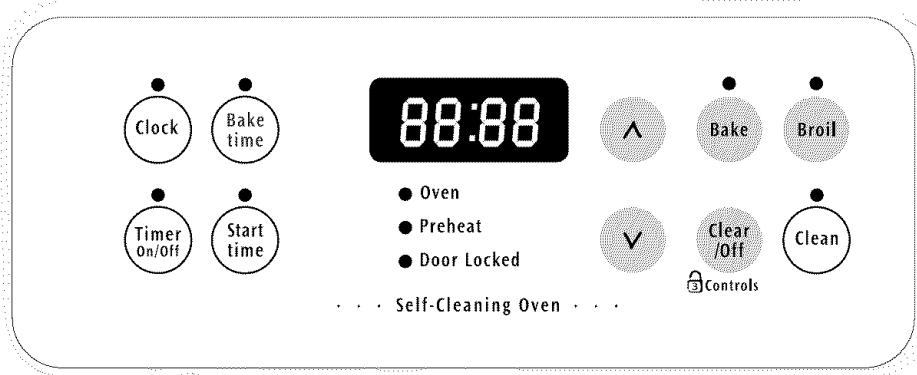 Clock
Bake
time
88:88
Bake
Broil
Oven
Preheat
Door Locked
Timer
On/Off
Start
time
Clear
/Off
Clean
3 Controls
· · · Self-Cleaning Oven · · ·